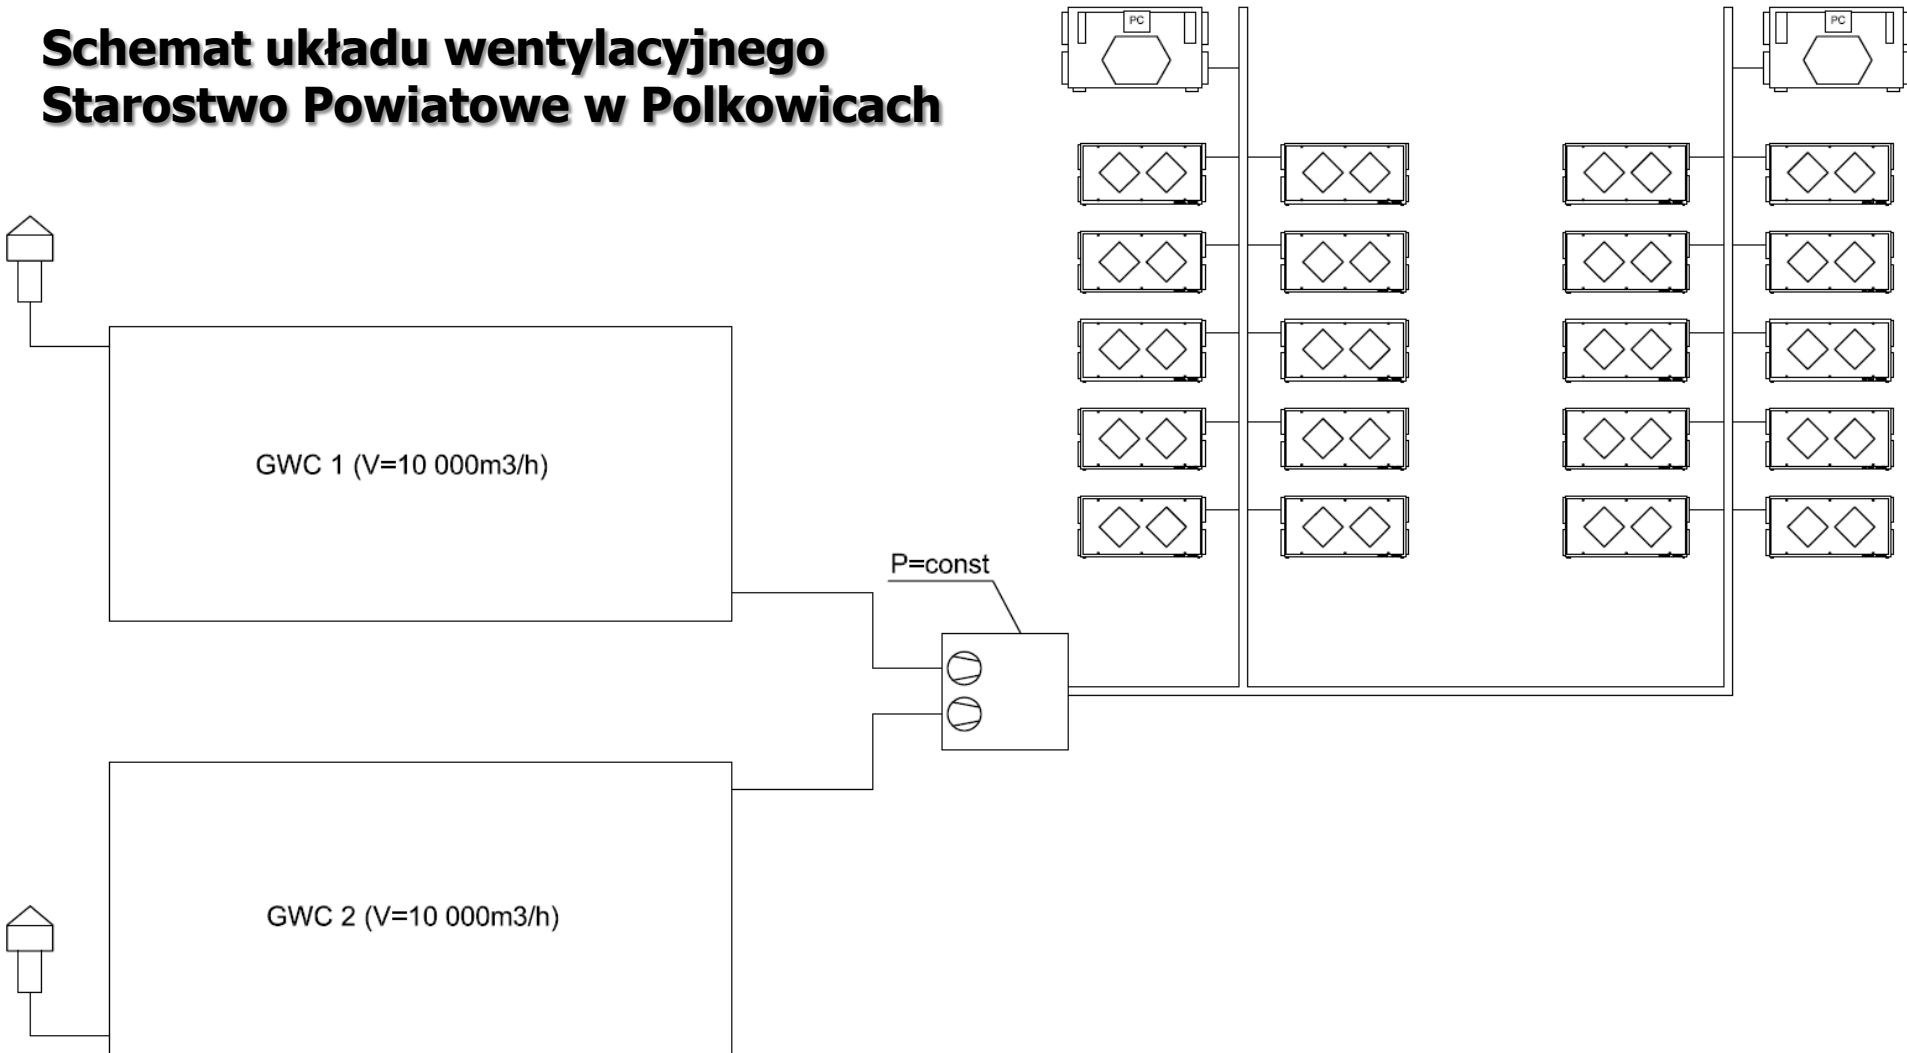 Schemat układu wentylacyjnego
Starostwo Powiatowe w Polkowicach
PC
PC
GWC 1 (V=10 000m3/h)
P=const
GWC 2 (V=10 000m3/h)